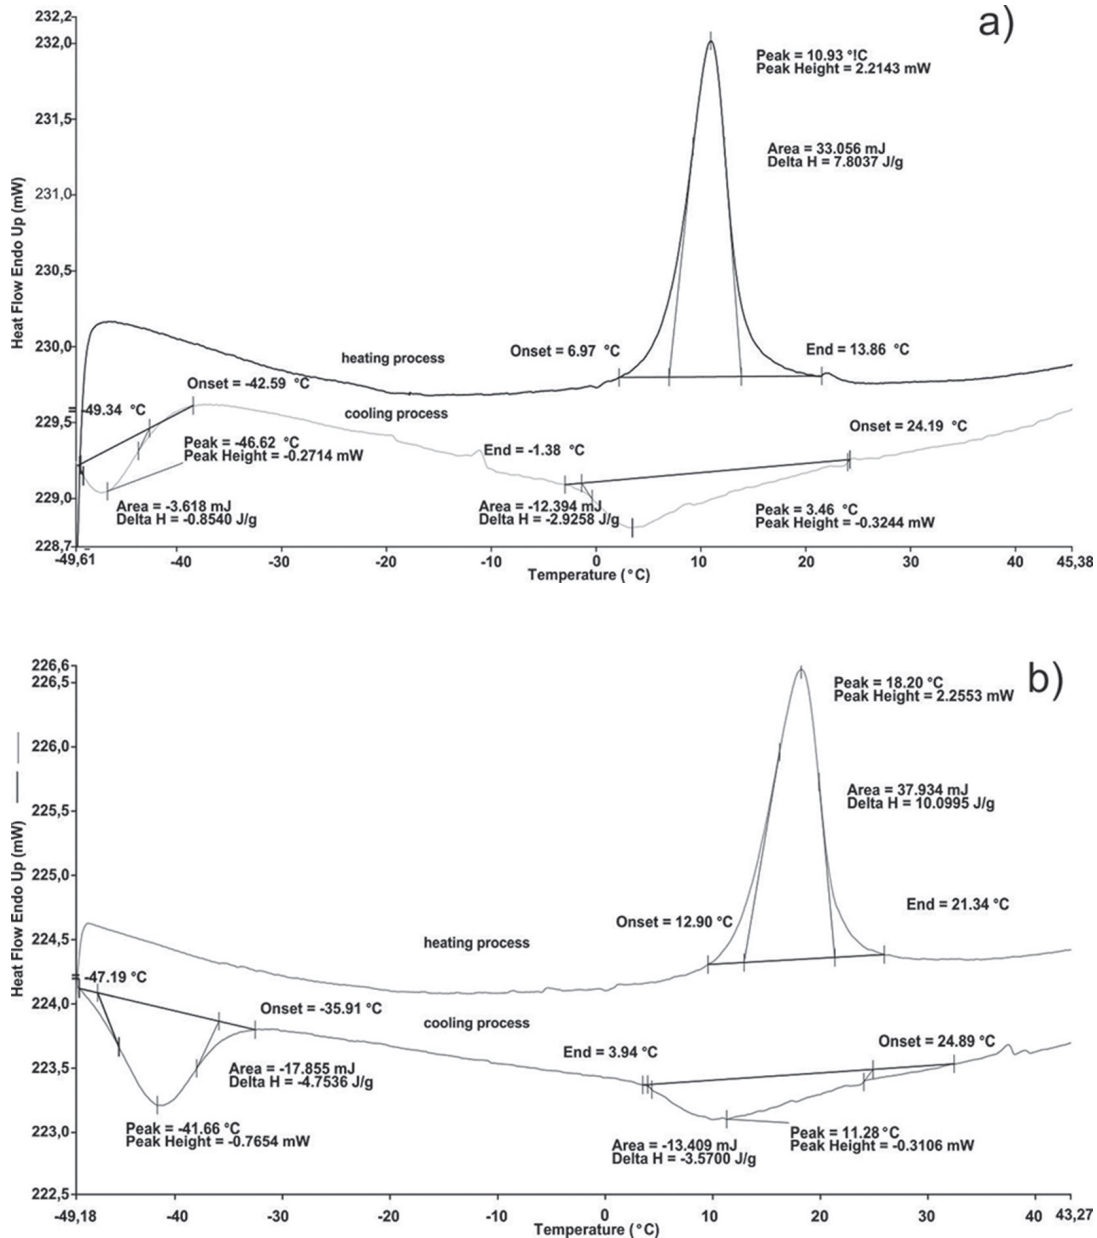 a)
232,2
232,0
231,5
231,0
230,5
230,0
229,5
229,0
228,7
Heat Flow Endo Up (mW)
Peak = 10.93 °!C
Peak Height = 2.2143 mW
Area = 33.056 mJ
Delta H = 7.8037 J/g
Onset = 6.97 °C
End = 13.86 °C
heating process
cooling process
Onset = -42.59 °C
= -49.34 °C
Peak = -46.62 °C
Peak Height = -0.2714 mW
Area = -3.618 mJ
Delta H = -0.8540 J/g
End = -1.38 °C
Onset = 24.19 °C
Area = -12.394 mJ
Delta H = -2.9258 J/g
Peak = 3.46 °C
Peak Height = -0.3244 mW
-49,61 -40 -30 -20 -10 0 10 20 30 40 45,38
Temperature (°C)
b)
226,6
226,5
226,0
225,5
225,0
224,5
224,0
223,5
223,0
222,5
Heat Flow Endo Up (mW)
Peak = 18.20 °C
Peak Height = 2.2553 mW
Area = 37.934 mJ
Delta H = 10.0995 J/g
Onset = 12.90 °C
End = 21.34 °C
heating process
cooling process
= -47.19 °C
Onset = -35.91 °C
Area = -17.855 mJ
Delta H = -4.7536 J/g
Peak = -41.66 °C
Peak Height = -0.7654 mW
End = 3.94 °C
Onset = 24.89 °C
Area = -13.409 mJ
Delta H = -3.5700 J/g
Peak = 11.28 °C
Peak Height = -0.3106 mW
-49,18 -40 -30 -20 -10 0 10 20 30 40 43,27
Temperature (°C)